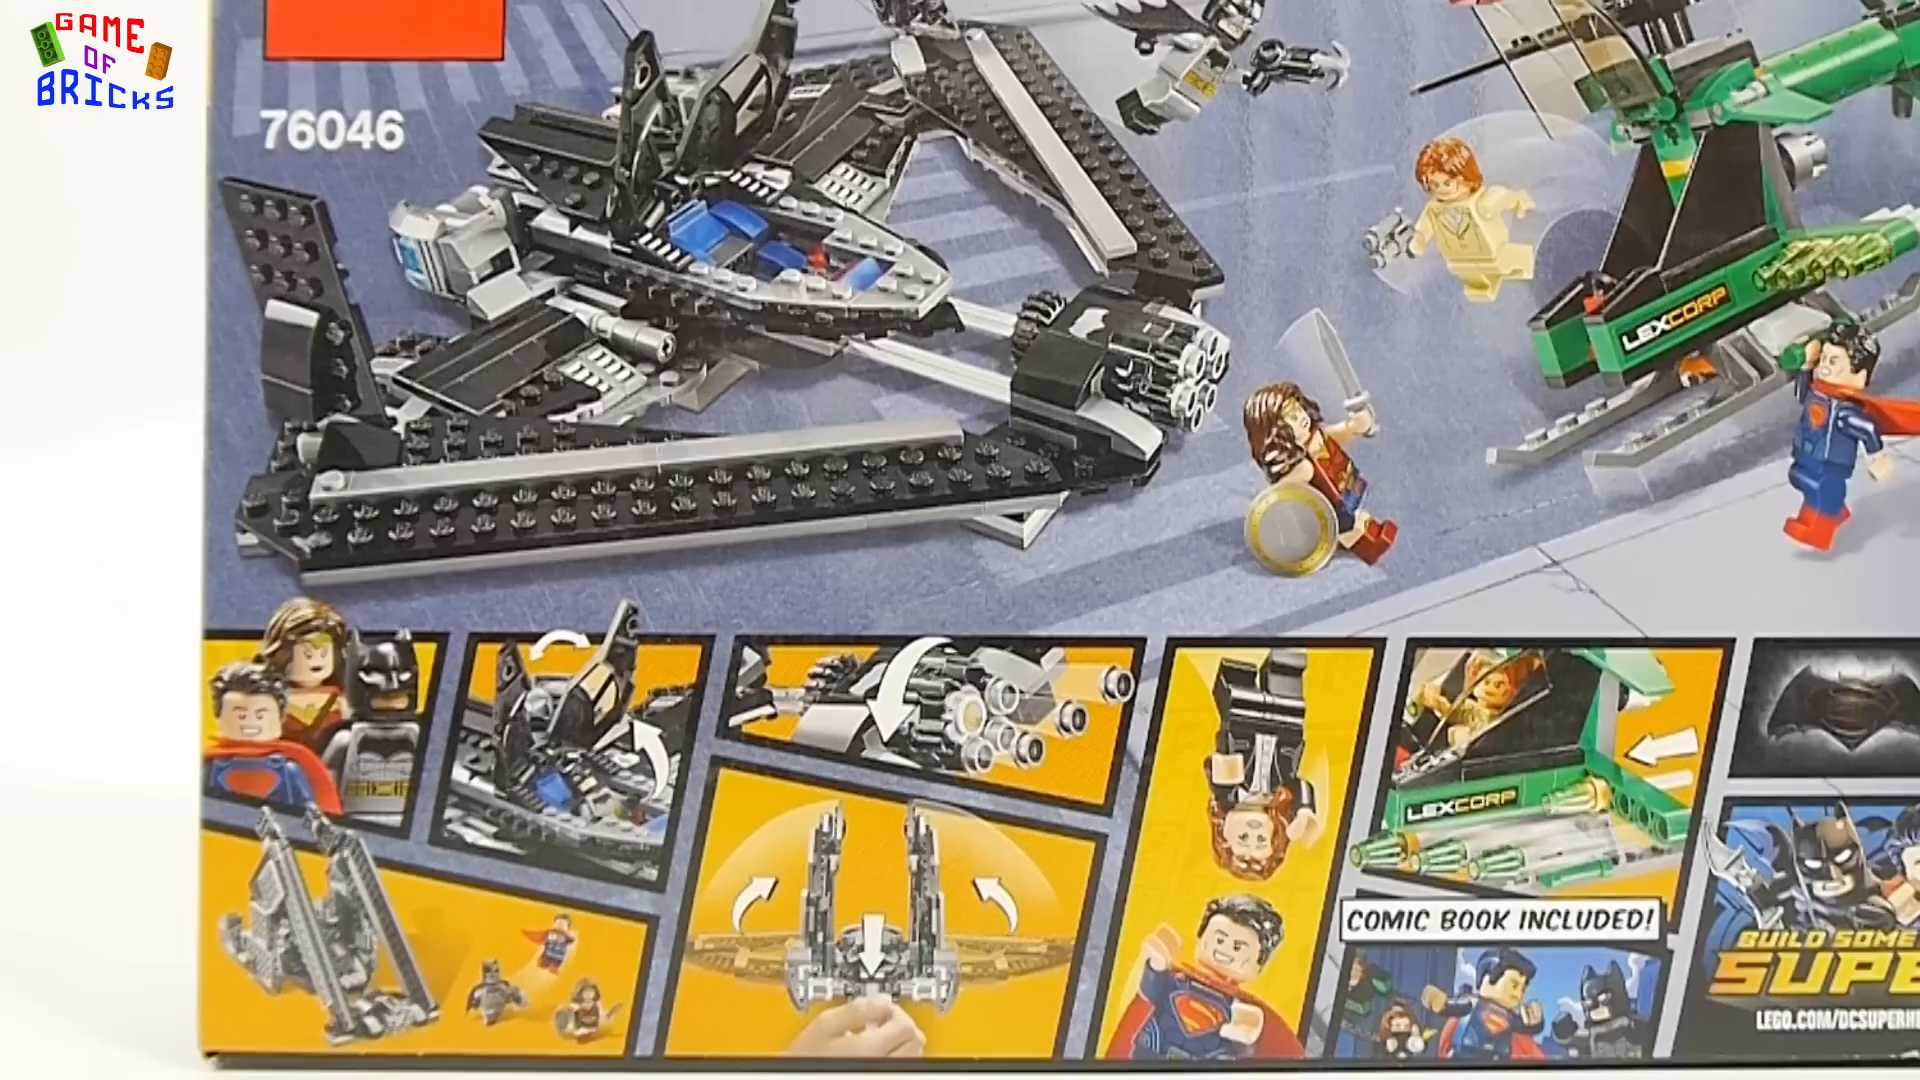 GAME
OF
BRICKS
76046
LEXCORP
LEXCORP
COMIC BOOK INCLUDED!
BUILD SOME
SUPE
LEGO.COM/DCSUPERHE